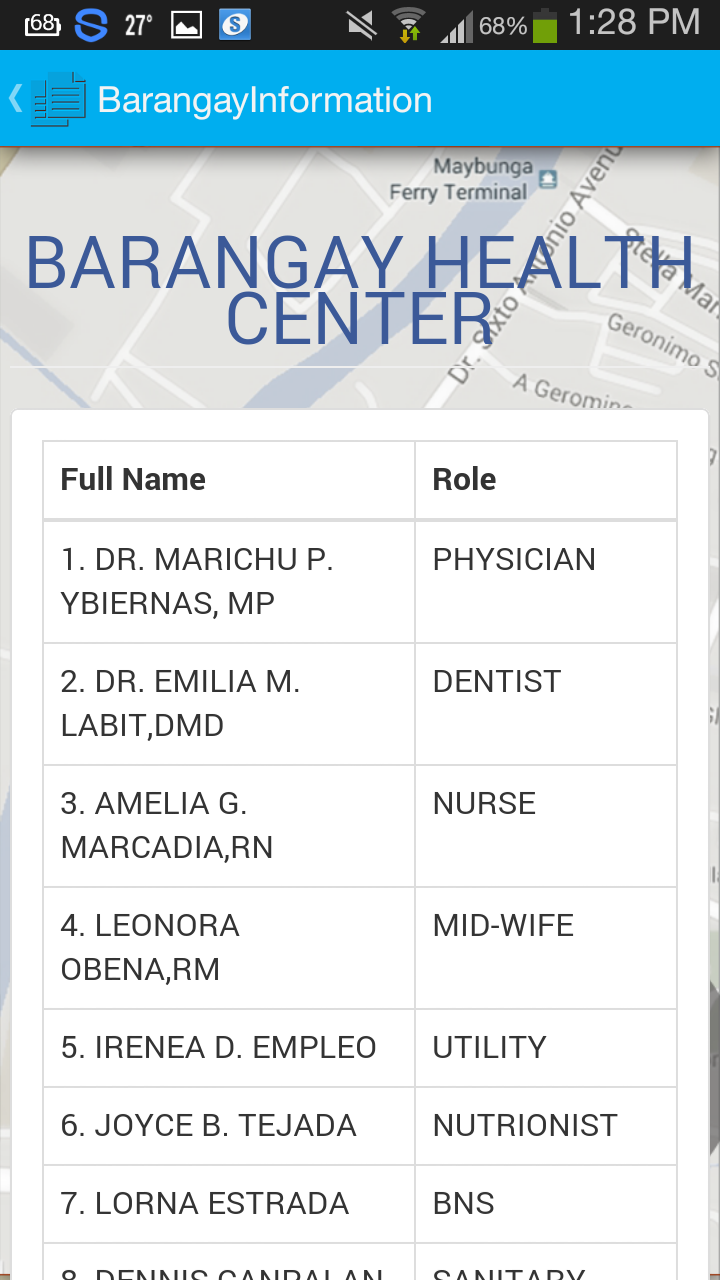 68 27° S 68% 1:28 PM
BarangayInformation
Maybunga
Ferry Terminal
Dr. Sixto Antonio Avenu
Stella Mar
Geronimo S
A Geromin
BARANGAY HEALTH
CENTER
Full Name Role
1. DR. MARICHU P. PHYSICIAN
YBIERNAS, MP
2. DR. EMILIA M. DENTIST
LABIT,DMD
3. AMELIA G. NURSE
MARCADIA,RN
4. LEONORA MID-WIFE
OBENA,RM
5. IRENEA D. EMPLEO UTILITY
6. JOYCE B. TEJADA NUTRIONIST
7. LORNA ESTRADA BNS
8. DENNIS SANITARY